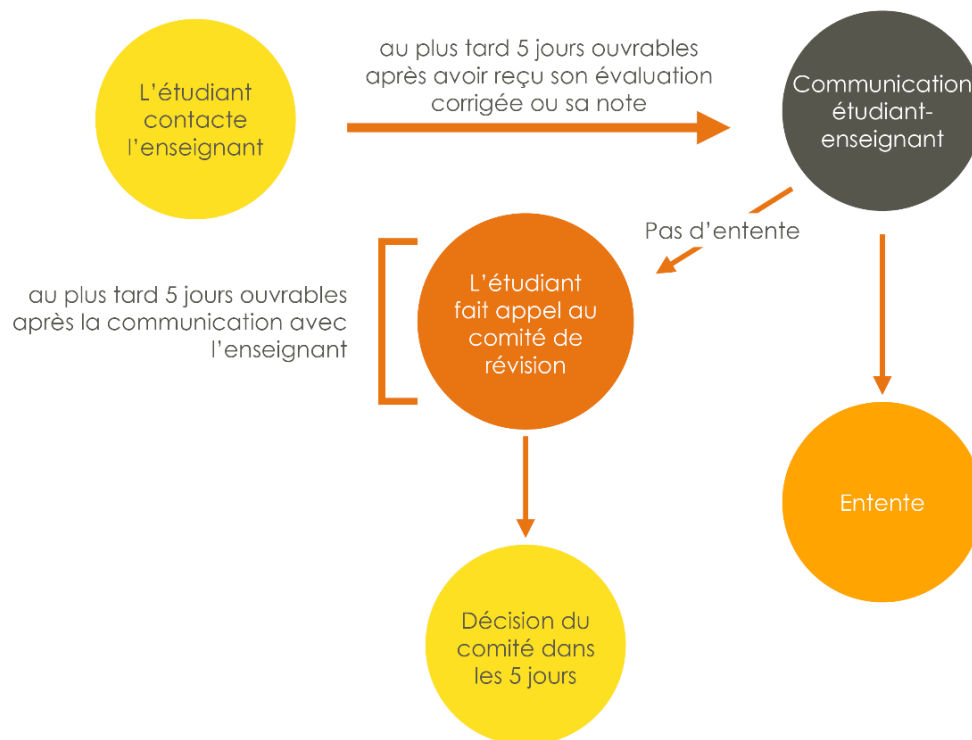 L'étudiant
contacte
l'enseignant
au plus tard 5 jours ouvrables
après avoir reçu son évaluation
corrigée ou sa note
Communication
étudiant-
enseignant
Pas d'entente
au plus tard 5 jours ouvrables
après la communication avec
l'enseignant
L'étudiant
fait appel au
comité de
révision
Entente
Décision du
comité dans
les 5 jours